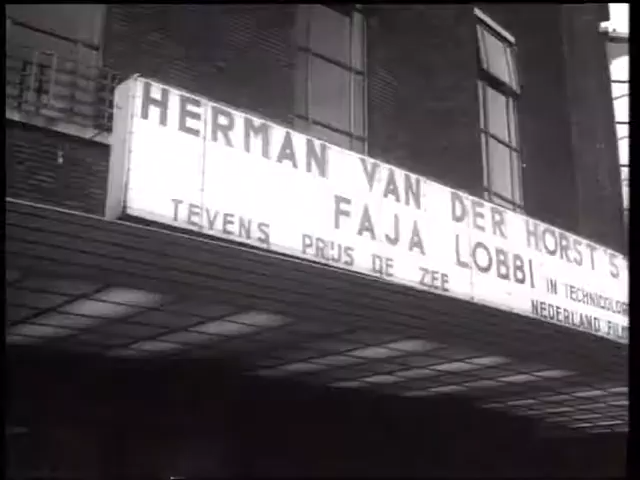 HERMAN VAN DER HORST'S
FAJA LOBBI IN TECHNICOLOR
TEVENS PRIJS DE ZEE NEDERLAND FILM